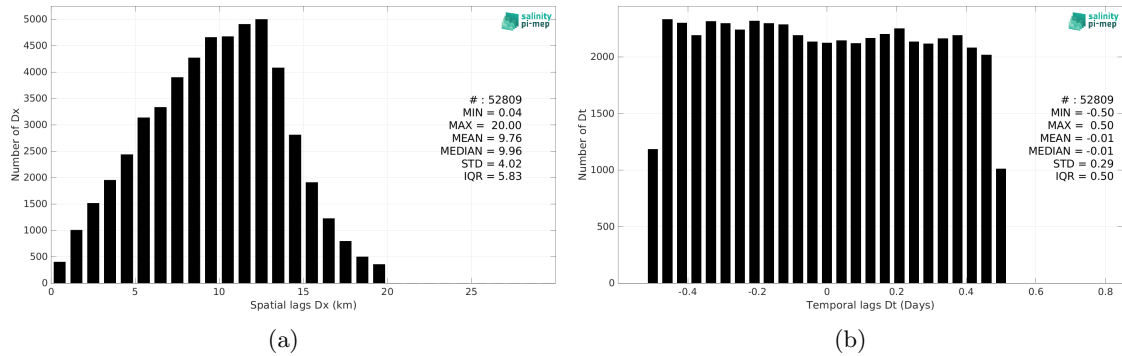 5000
4500
4000
3500
3000
2500
2000
1500
1000
500
0
Number of Dx
0 5 10 15 20 25
Spatial lags Dx (km)
salinity
pi-mep
# : 52809
MIN = 0.04
MAX = 20.00
MEAN = 9.76
MEDIAN = 9.96
STD = 4.02
IQR = 5.83
(a)
2000
1500
1000
500
0
Number of Dt
-0.4 -0.2 0 0.2 0.4 0.6 0.8
Temporal lags Dt (Days)
salinity
pi-mep
# : 52809
MIN = -0.50
MAX = 0.50
MEAN = -0.01
MEDIAN = -0.01
STD = 0.29
IQR = 0.50
(b)